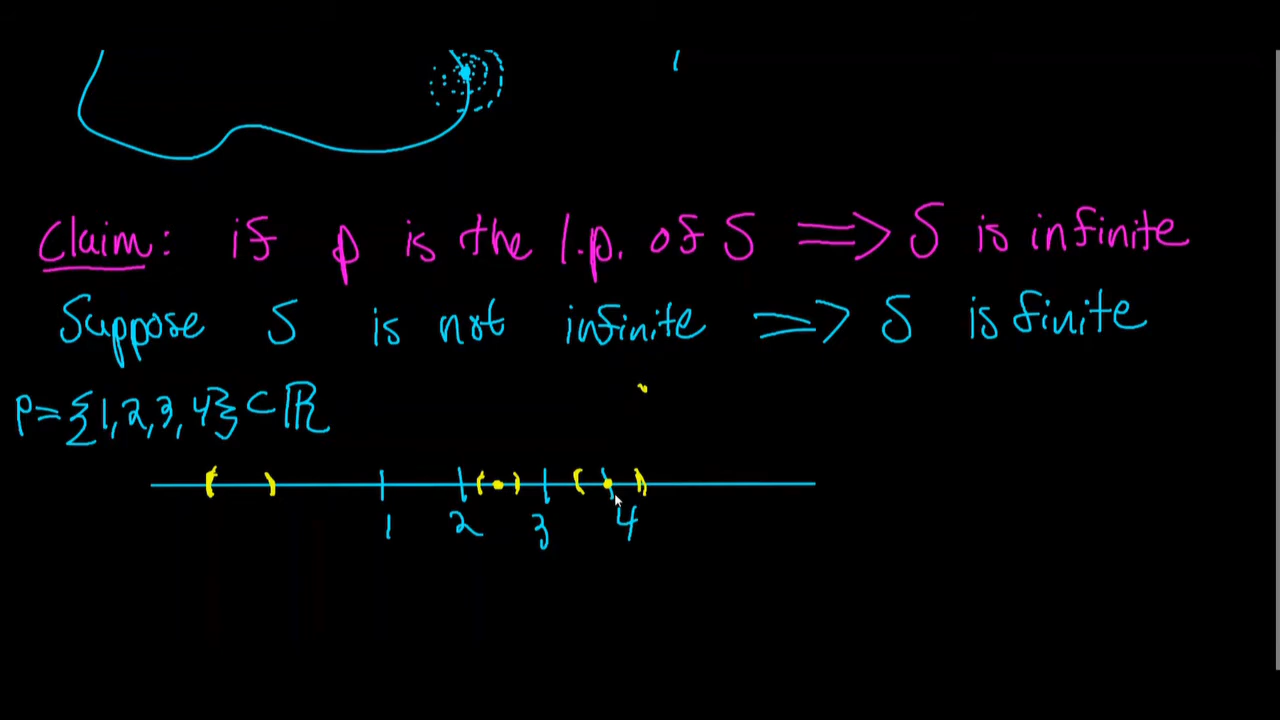 Claim: if p is the l.p. of S ⟹ S is infinite
Suppose S is not infinite ⟹ S is finite
P={1,2,3,4}⊂ℝ
1 2 3 4